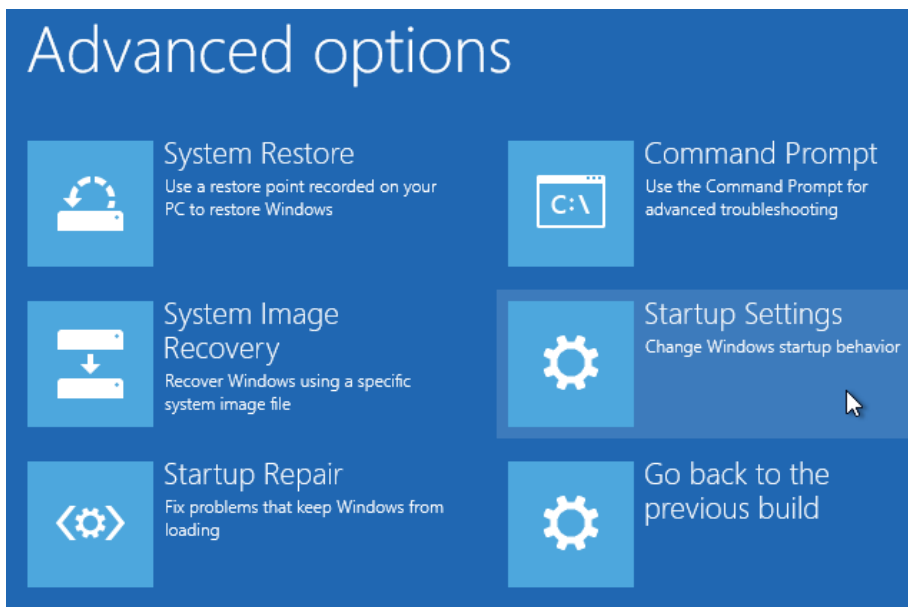 Advanced options
System Restore
Use a restore point recorded on your
PC to restore Windows
System Image
Recovery
Recover Windows using a specific
system image file
Startup Repair
Fix problems that keep Windows from
loading
Command Prompt
C:\
Use the Command Prompt for
advanced troubleshooting
Startup Settings
Change Windows startup behavior
Go back to the
previous build